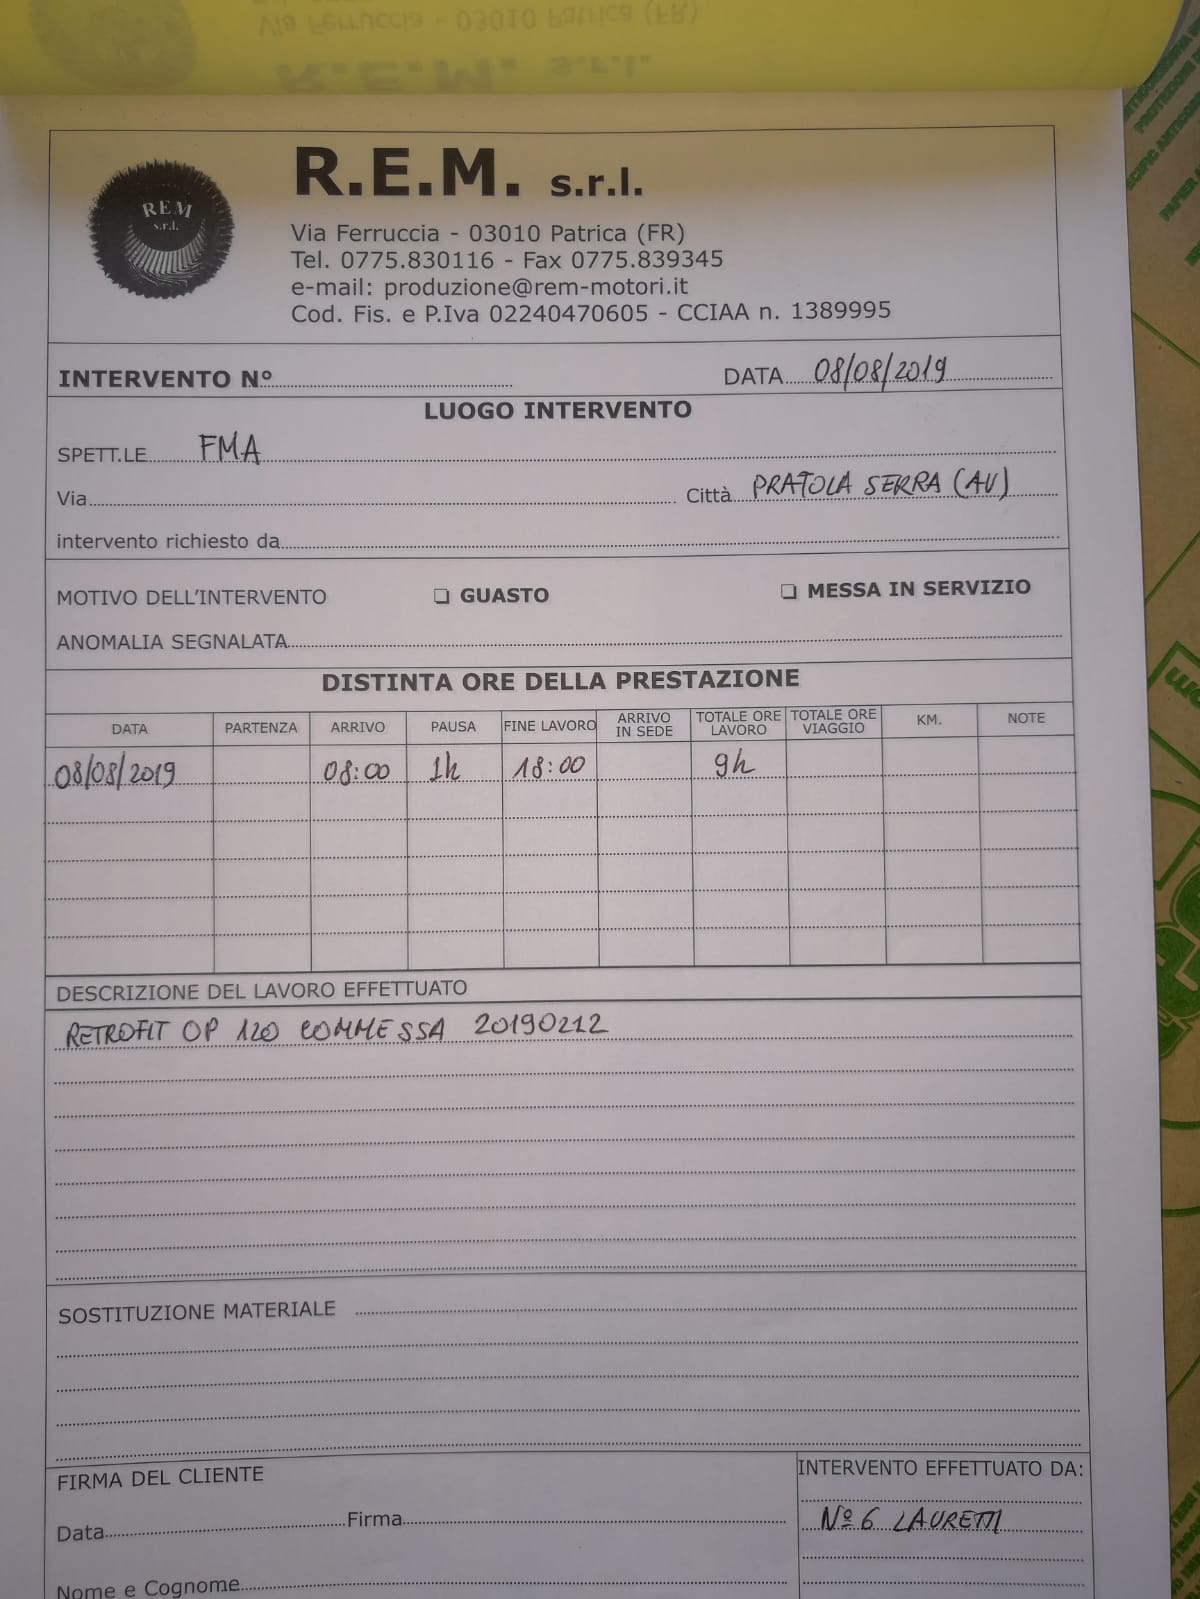 Via Ferruccia - 03010 Patrica (FR)
R.E.M. s.r.l.
REM
s.r.l.
R.E.M. s.r.l.
Via Ferruccia - 03010 Patrica (FR)
Tel. 0775.830116 - Fax 0775.839345
e-mail: produzione@rem-motori.it
Cod. Fis. e P.Iva 02240470605 - CCIAA n. 1389995
INTERVENTO N° DATA 08/08/2019
LUOGO INTERVENTO
SPETT.LE FMA
Via Città PRATOLA SERRA (AV)
intervento richiesto da
MOTIVO DELL'INTERVENTO ❏ GUASTO ❏ MESSA IN SERVIZIO
ANOMALIA SEGNALATA
DISTINTA ORE DELLA PRESTAZIONE
DATA PARTENZA ARRIVO PAUSA FINE LAVORO ARRIVO IN SEDE TOTALE ORE LAVORO TOTALE ORE VIAGGIO KM. NOTE
08/08/2019 08:00 1h 18:00 9h
DESCRIZIONE DEL LAVORO EFFETTUATO
RETROFIT OP 120 COMMESSA 20190212
SOSTITUZIONE MATERIALE
FIRMA DEL CLIENTE INTERVENTO EFFETTUATO DA:
Data Firma N° 6 LAURETTI
Nome e Cognome